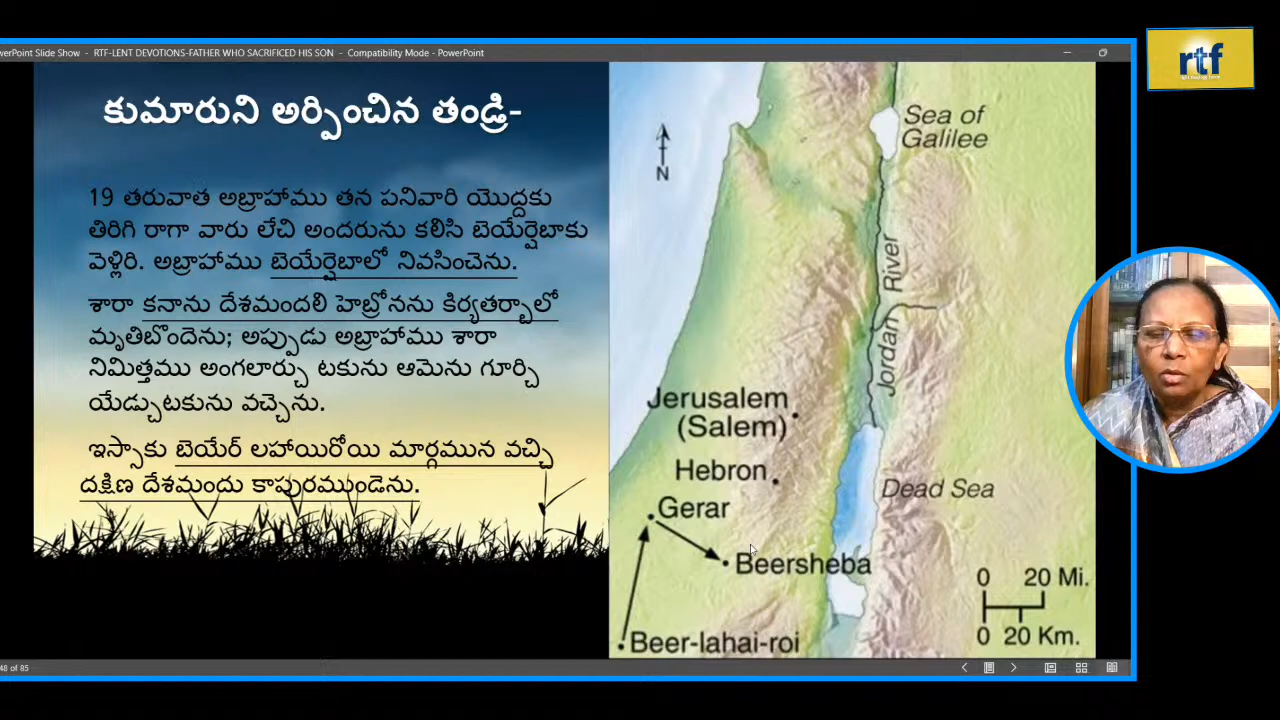 owerPoint Slide Show - RTF-LENT DEVOTIONS-FATHER WHO SACRIFICED HIS SON - Compatibility Mode - PowerPoint
rtf
కుమారుని అర్పించిన తండ్రి-
19 తరువాత అబ్రాహాము తన పనివారి యొద్దకు
తిరిగి రాగా వారు లేచి అందరును కలిసి బెయేర్షెబాకు
వెళ్లిరి. అబ్రాహాము బెయేర్షెబాలో నివసించెను.
శారా కనాను దేశమందలి హెబ్రోనను కిర్యతర్బాలో
మృతిబొందెను; అప్పుడు అబ్రాహాము శారా
నిమిత్తము అంగలార్చు టకును ఆమెను గూర్చి
యేడ్చుటకును వచ్చెను.
ఇస్సాకు బెయేర్ లహాయిరోయి మార్గమున వచ్చి
దక్షిణ దేశమందు కాపురముండెను.
N
Sea of
Galilee
Jordan River
Jerusalem
(Salem)
Hebron
Dead Sea
Gerar
Beersheba
Beer-lahai-roi
0 20 Mi.
0 20 Km.
48 of 85